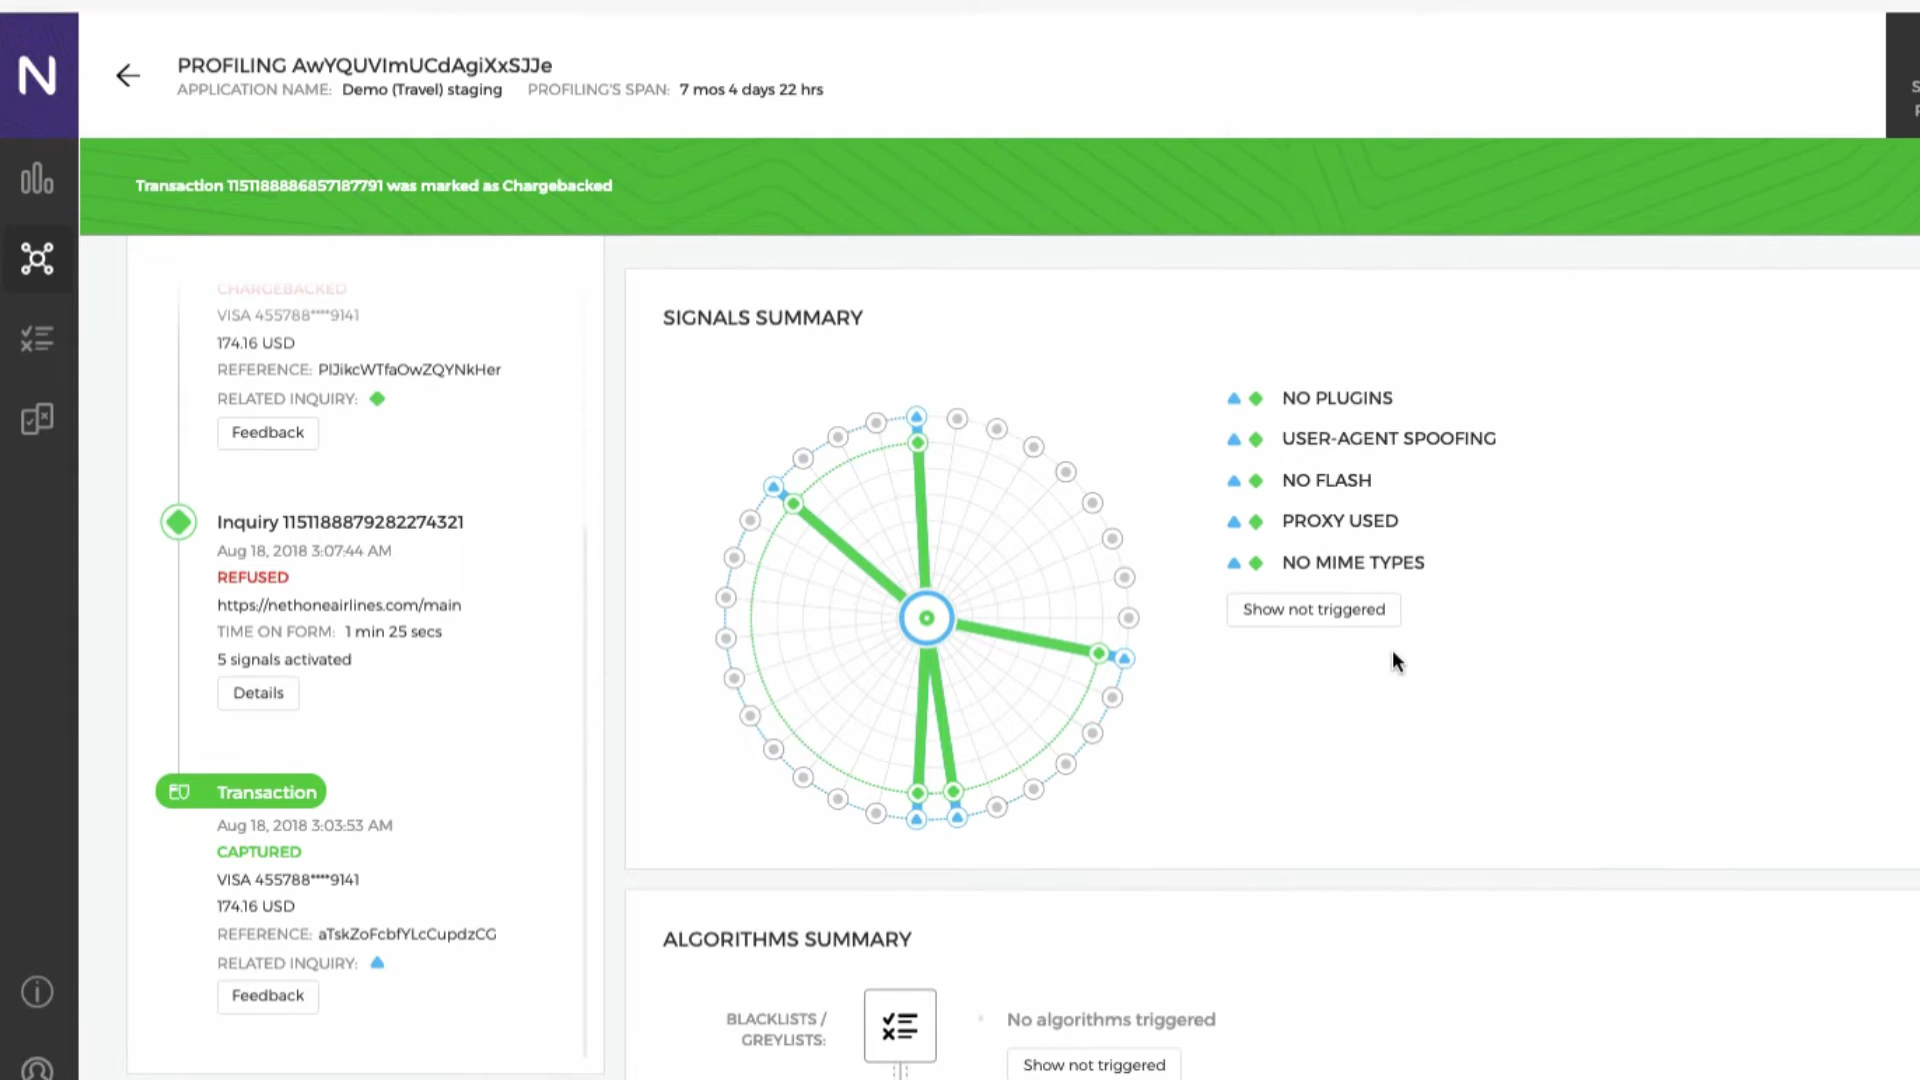 N
PROFILING AwYQUVImUCdAgiXxSJJe
APPLICATION NAME: Demo (Travel) staging PROFILING'S SPAN: 7 mos 4 days 22 hrs
Transaction 1151188886857187791 was marked as Chargebacked
CHARGEBACKED
VISA 455788****9141
174.16 USD
REFERENCE: PlJikcWTfaOwZQYNkHer
RELATED INQUIRY:
Feedback
Inquiry 1151188879282274321
Aug 18, 2018 3:07:44 AM
REFUSED
https://nethoneairlines.com/main
TIME ON FORM: 1 min 25 secs
5 signals activated
Details
Transaction
Aug 18, 2018 3:03:53 AM
CAPTURED
VISA 455788****9141
174.16 USD
REFERENCE: aTskZoFcbfYLcCupdzCG
RELATED INQUIRY:
Feedback
SIGNALS SUMMARY
NO PLUGINS
USER-AGENT SPOOFING
NO FLASH
PROXY USED
NO MIME TYPES
Show not triggered
ALGORITHMS SUMMARY
BLACKLISTS /
GREYLISTS:
No algorithms triggered
Show not triggered